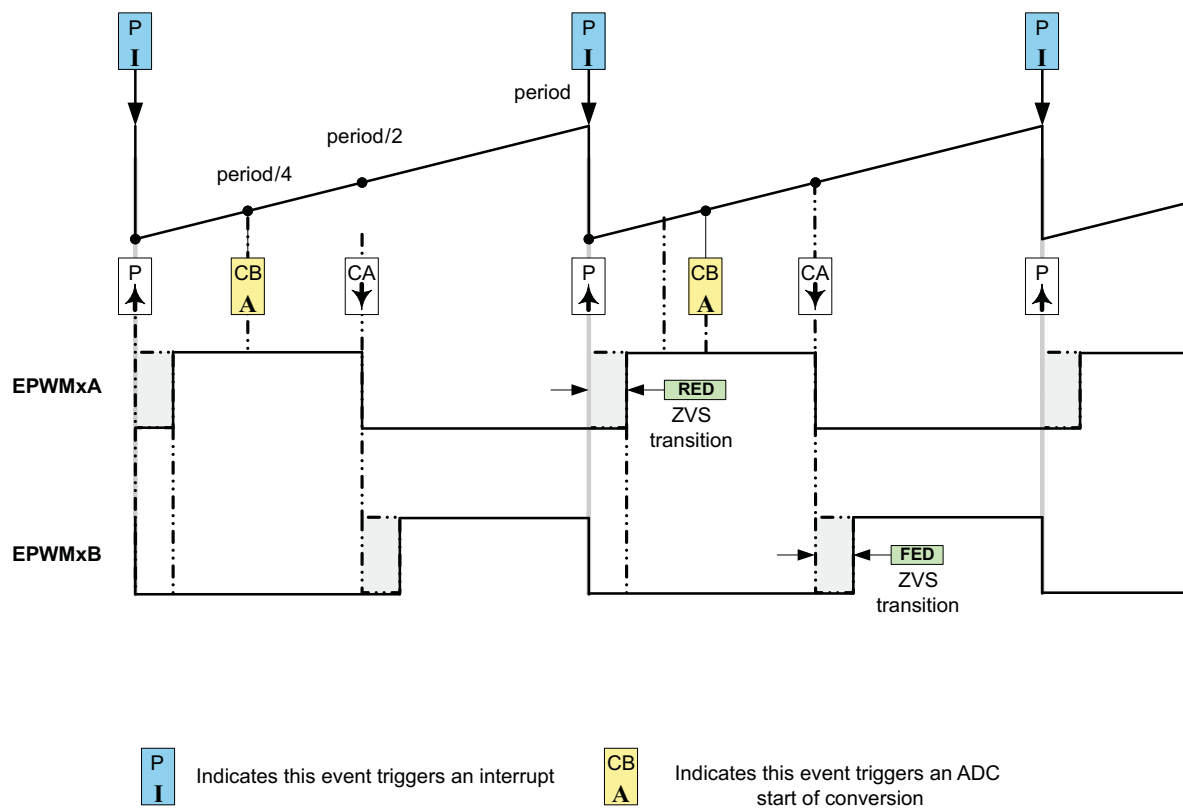 P
I
P
I
P
I
period
period/2
period/4
P
CB
A
CA
P
CB
A
CA
P
EPWMxA
RED
ZVS
transition
EPWMxB
FED
ZVS
transition
P
I
Indicates this event triggers an interrupt
CB
A
Indicates this event triggers an ADC
start of conversion